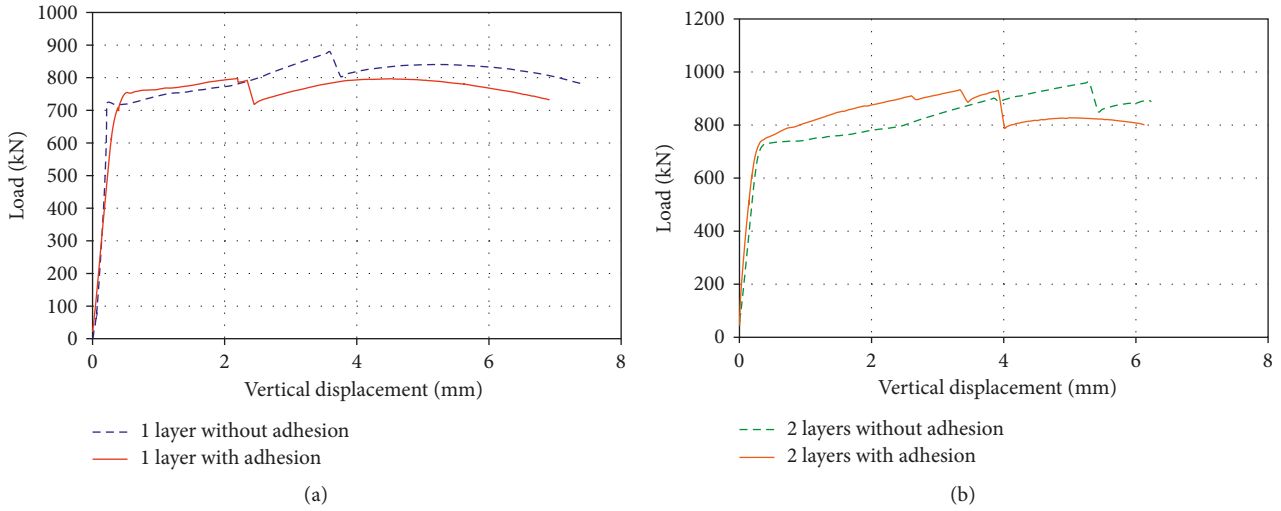 1000
900
800
700
600
500
400
300
200
100
0
Load (kN)
0 2 4 6 8
Vertical displacement (mm)
1 layer without adhesion
1 layer with adhesion
(a)
1200
1000
800
600
400
200
0
Load (kN)
0 2 4 6 8
Vertical displacement (mm)
2 layers without adhesion
2 layers with adhesion
(b)